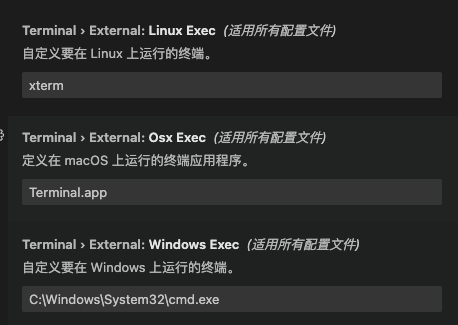 Terminal › External: Linux Exec (适用所有配置文件)
自定义要在 Linux 上运行的终端。
xterm
Terminal › External: Osx Exec (适用所有配置文件)
定义在 macOS 上运行的终端应用程序。
Terminal.app
Terminal › External: Windows Exec (适用所有配置文件)
自定义要在 Windows 上运行的终端。
C:\Windows\System32\cmd.exe